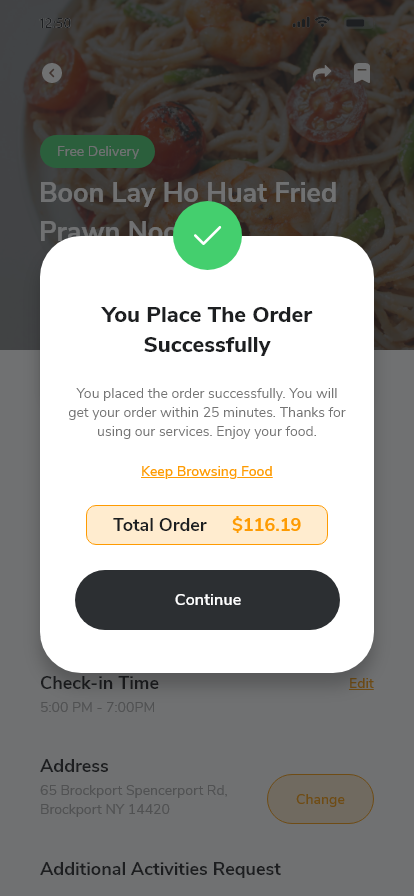 12:54
Free Delivery
Boon Lay Ho Huat Fried
Prawn
You Place The Order
Successfully
You placed the order successfully. You will
get your order within 25 minutes. Thanks for
using our services. Enjoy your food.
Keep Browsing Food
Total Order $116.19
Continue
Check-in Time
Edit
5:00 PM - 7:00PM
Address
65 Brockport Spencerport Rd,
Brockport NY 14420
Change
Additional Activities Request